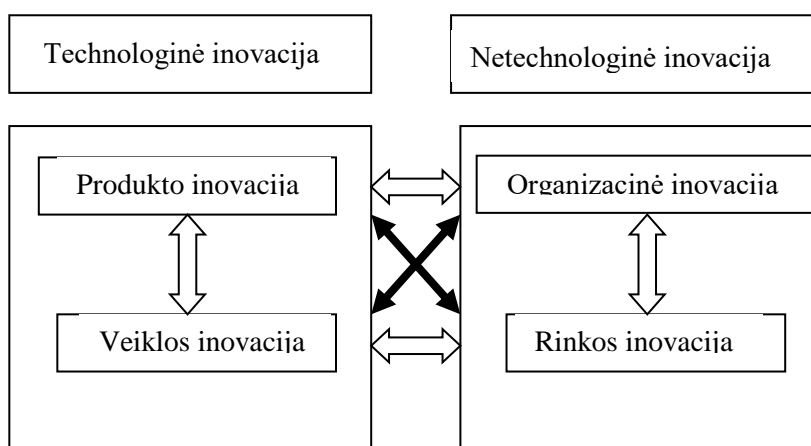 Technologinė inovacija
Netechnologinė inovacija
Produkto inovacija
Organizacinė inovacija
Veiklos inovacija
Rinkos inovacija